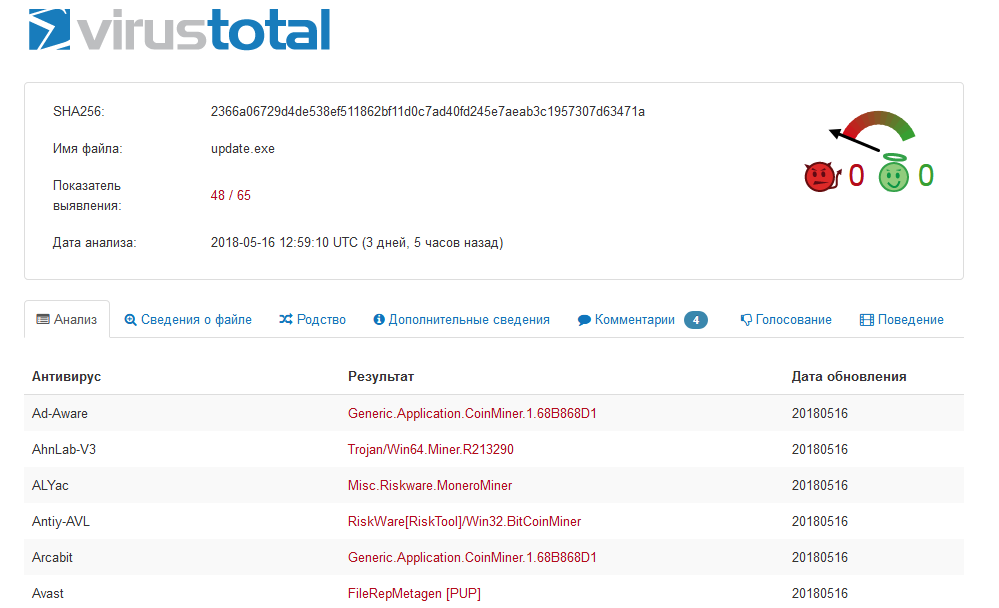 virustotal
SHA256: 2366a06729d4de538ef511862bf11d0c7ad40fd245e7aeab3c1957307d63471a
Имя файла: update.exe
Показатель
выявления: 48 / 65
Дата анализа: 2018-05-16 12:59:10 UTC (3 дней, 5 часов назад)
0 0
Анализ Сведения о файле Родство Дополнительные сведения Комментарии 4 Голосование Поведение
Антивирус Результат Дата обновления
Ad-Aware Generic.Application.CoinMiner.1.68B868D1 20180516
AhnLab-V3 Trojan/Win64.Miner.R213290 20180516
ALYac Misc.Riskware.MoneroMiner 20180516
Antiy-AVL RiskWare[RiskTool]/Win32.BitCoinMiner 20180516
Arcabit Generic.Application.CoinMiner.1.68B868D1 20180516
Avast FileRepMetagen [PUP] 20180516